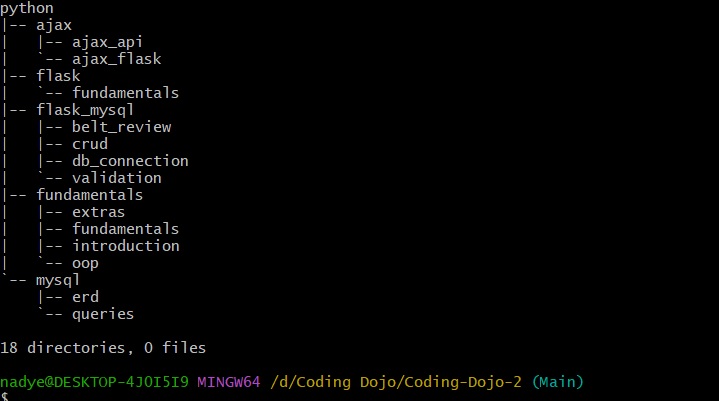 python
|-- ajax
|   |-- ajax_api
|   `-- ajax_flask
|-- flask
|   `-- fundamentals
|-- flask_mysql
|   |-- belt_review
|   |-- crud
|   |-- db_connection
|   `-- validation
|-- fundamentals
|   |-- extras
|   |-- fundamentals
|   |-- introduction
|   `-- oop
`-- mysql
    |-- erd
    `-- queries

18 directories, 0 files

nadye@DESKTOP-4J0I5I9 MINGW64 /d/Coding Dojo/Coding-Dojo-2 (Main)
$